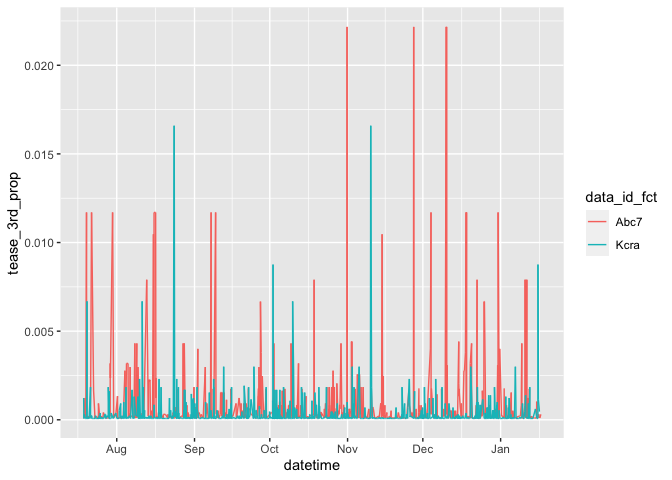 0.020
0.015
0.010
0.005
0.000
tease_3rd_prop
Aug Sep Oct Nov Dec Jan
datetime
data_id_fct
Abc7
Kcra